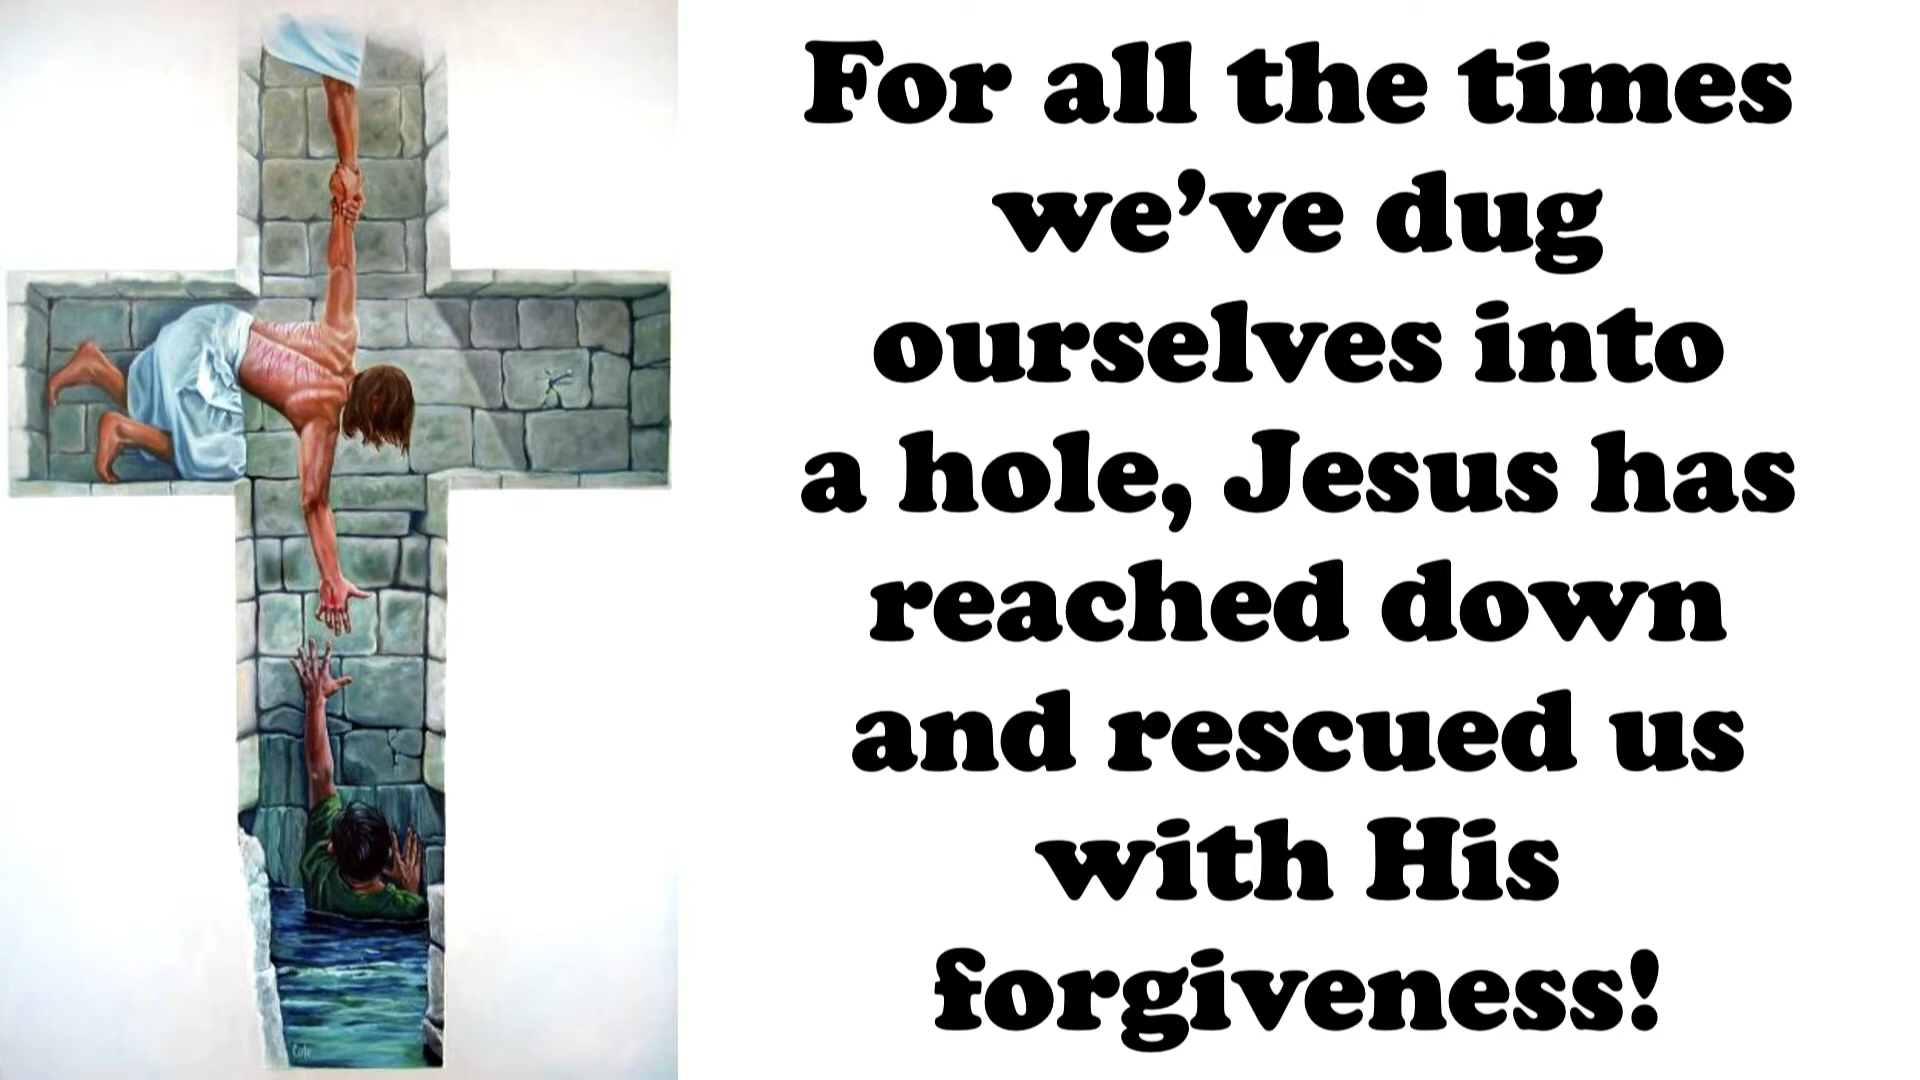 For all the times
we’ve dug
ourselves into
a hole, Jesus has
reached down
and rescued us
with His
forgiveness!